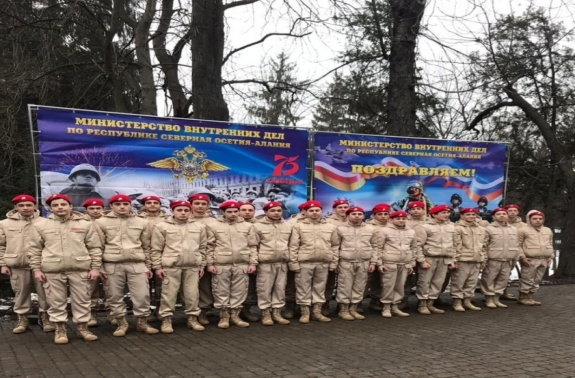 МИНИСТЕРСТВО ВНУТРЕННИХ ДЕЛ
ПО РЕСПУБЛИКЕ СЕВЕРНАЯ ОСЕТИЯ-АЛАНИЯ
75
МИНИСТЕРСТВО ВНУТРЕННИХ ДЕЛ
ПО РЕСПУБЛИКЕ СЕВЕРНАЯ ОСЕТИЯ-АЛАНИЯ
ПОЗДРАВЛЯЕМ!